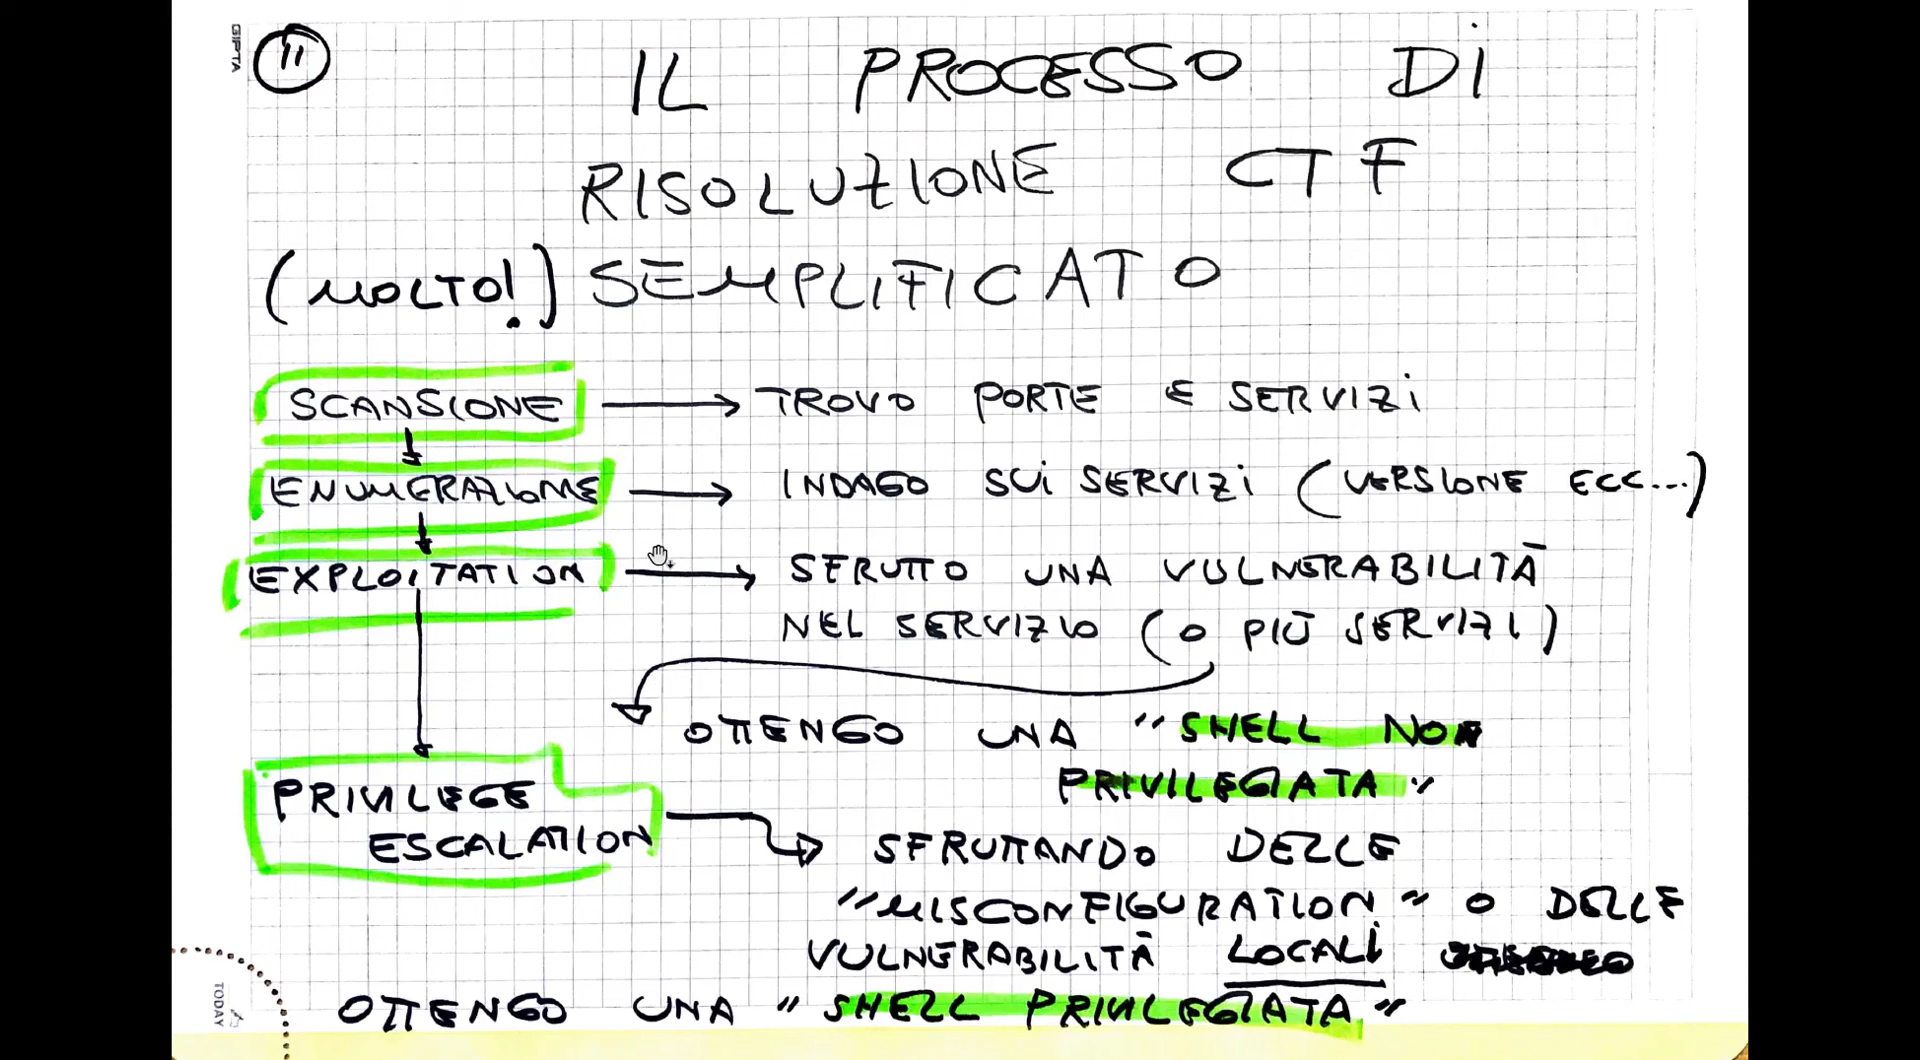 GIPTA
11
IL PROCESSO DI
RISOLUZIONE CTF
(MOLTO!) SEMPLIFICATO
SCANSIONE → TROVO PORTE E SERVIZI
ENUMERAZIONE → INDAGO SUI SERVIZI (VERSIONE ECC...)
EXPLOITATION → SFRUTTO UNA VULNERABILITÀ
NEL SERVIZIO (O PIÙ SERVIZI)
OTTENGO UNA "SHELL NON
PRIVILEGIATA"
PRIVILEGE
ESCALATION → SFRUTTANDO DELLE
"MISCONFIGURATION" O DELLE
VULNERABILITÀ LOCALI
OTTENGO UNA "SHELL PRIVILEGIATA"
TODAY